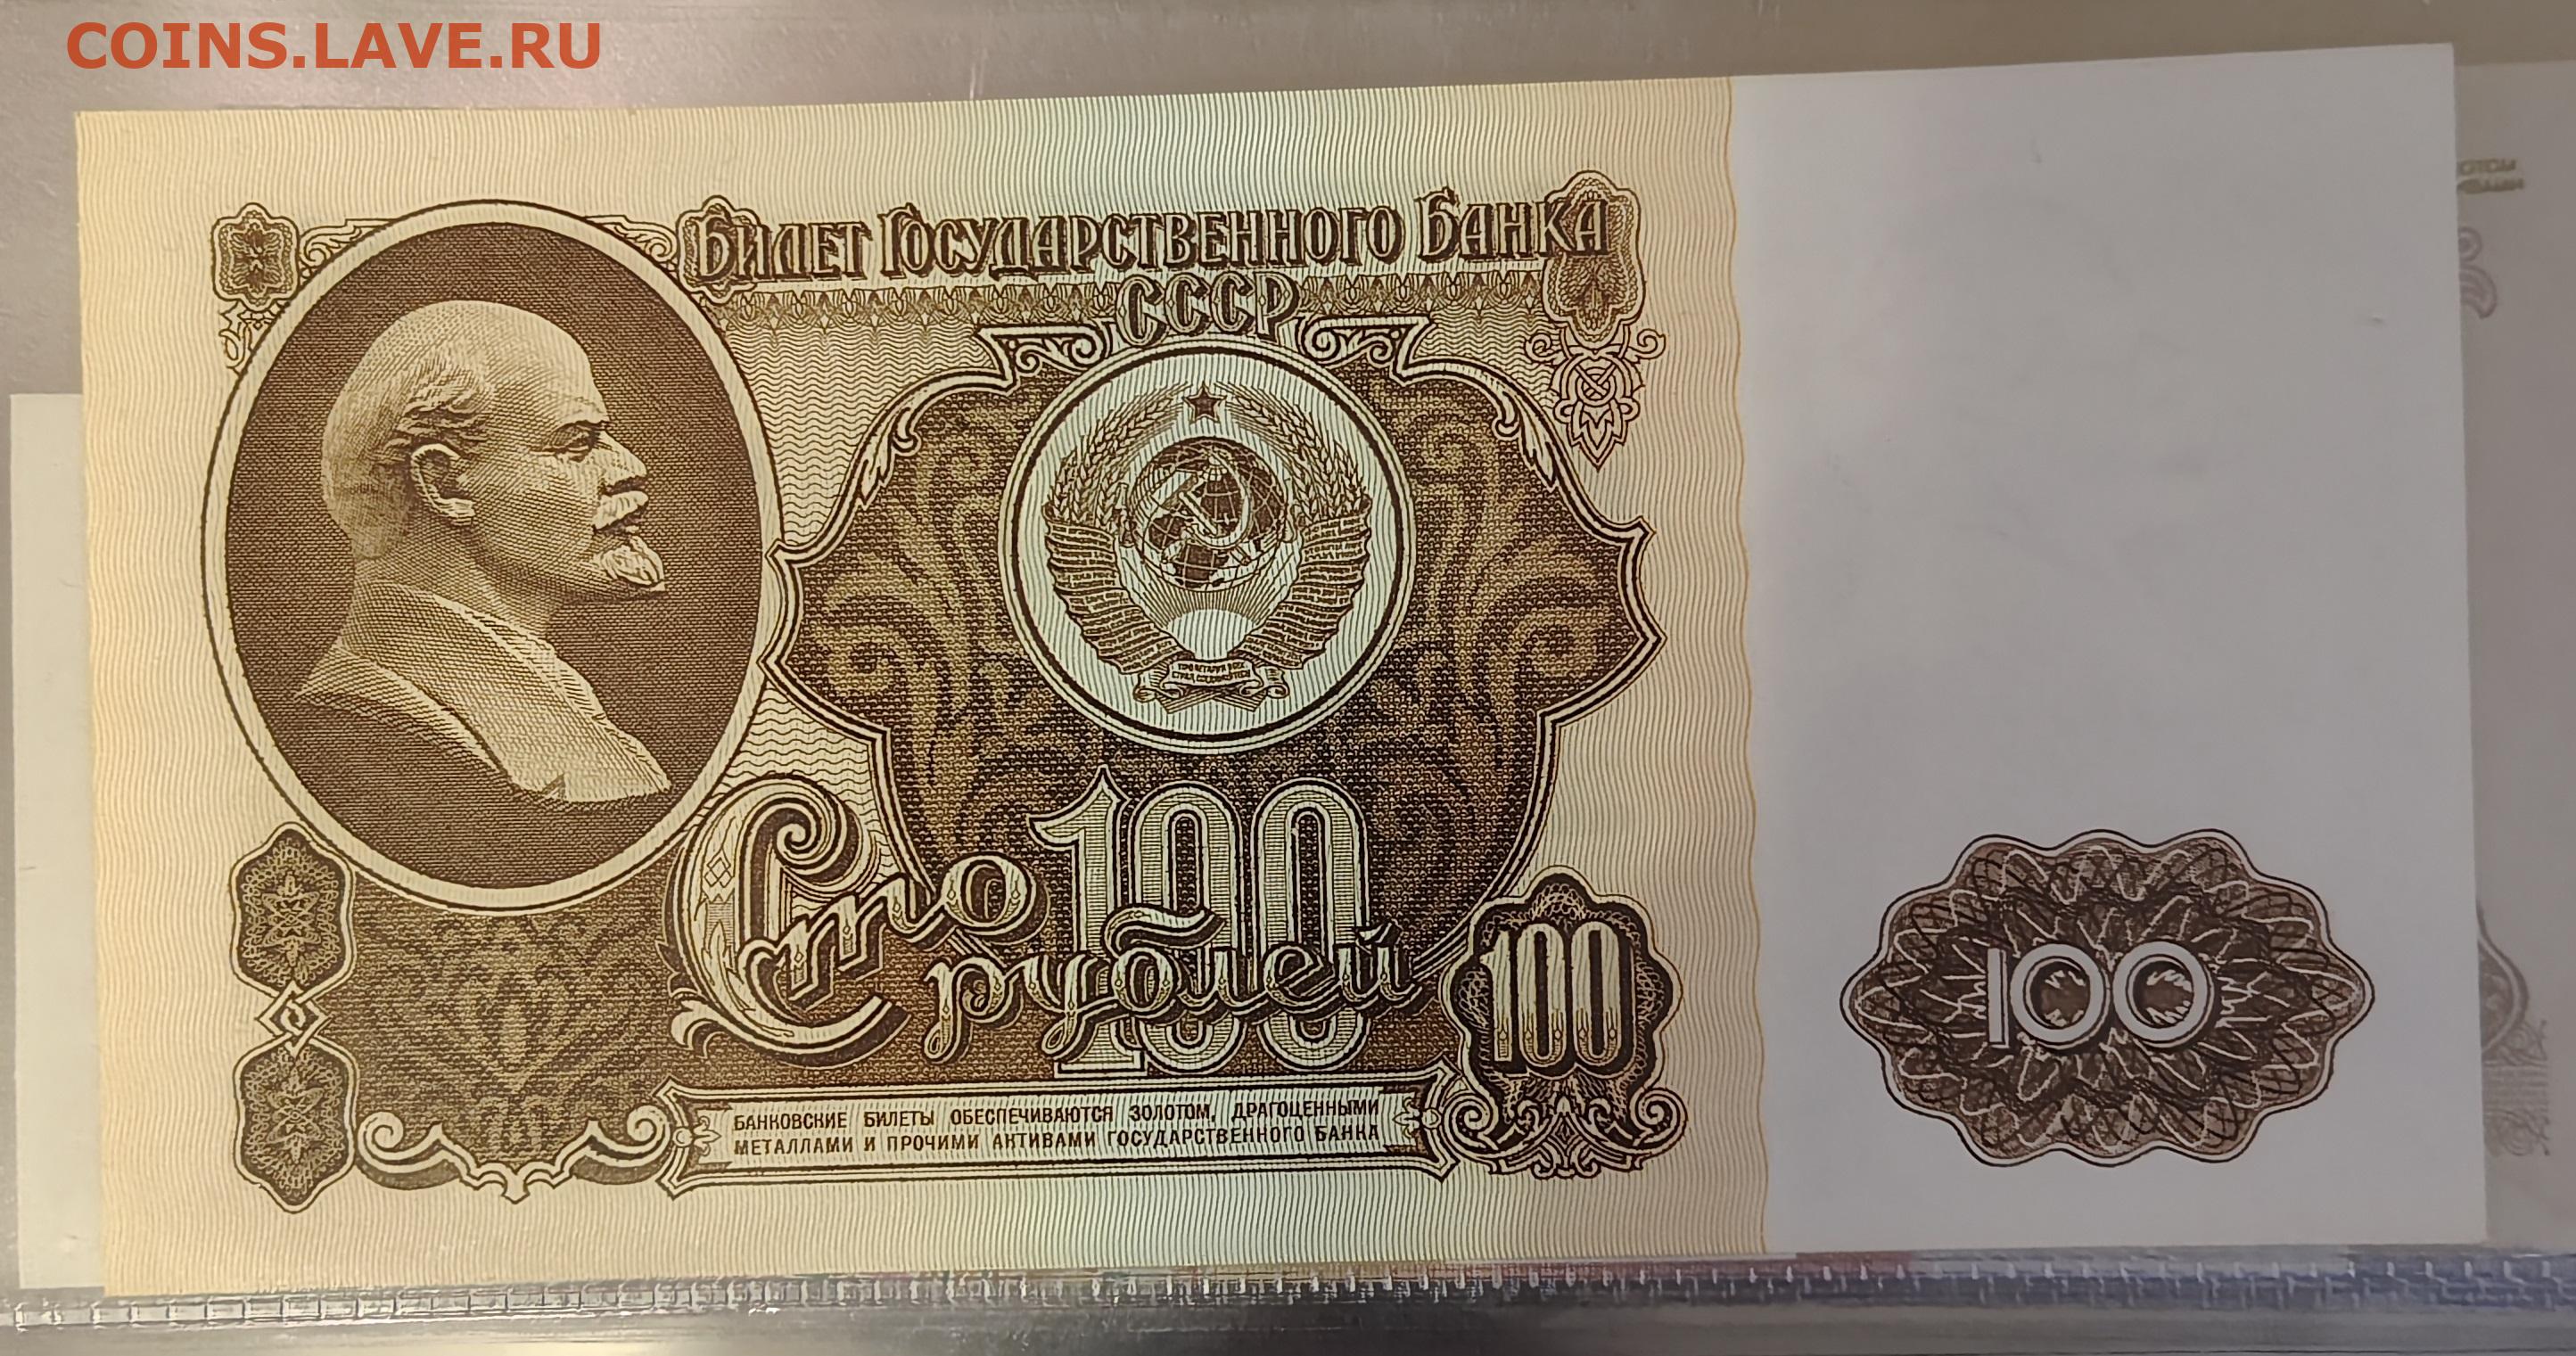 COINS.LAVE.RU
Билет Государственного Банка
СССР
Сто
100
рублей
100
100
БАНКОВСКИЕ БИЛЕТЫ ОБЕСПЕЧИВАЮТСЯ ЗОЛОТОМ, ДРАГОЦЕННЫМИ
МЕТАЛЛАМИ И ПРОЧИМИ АКТИВАМИ ГОСУДАРСТВЕННОГО БАНКА